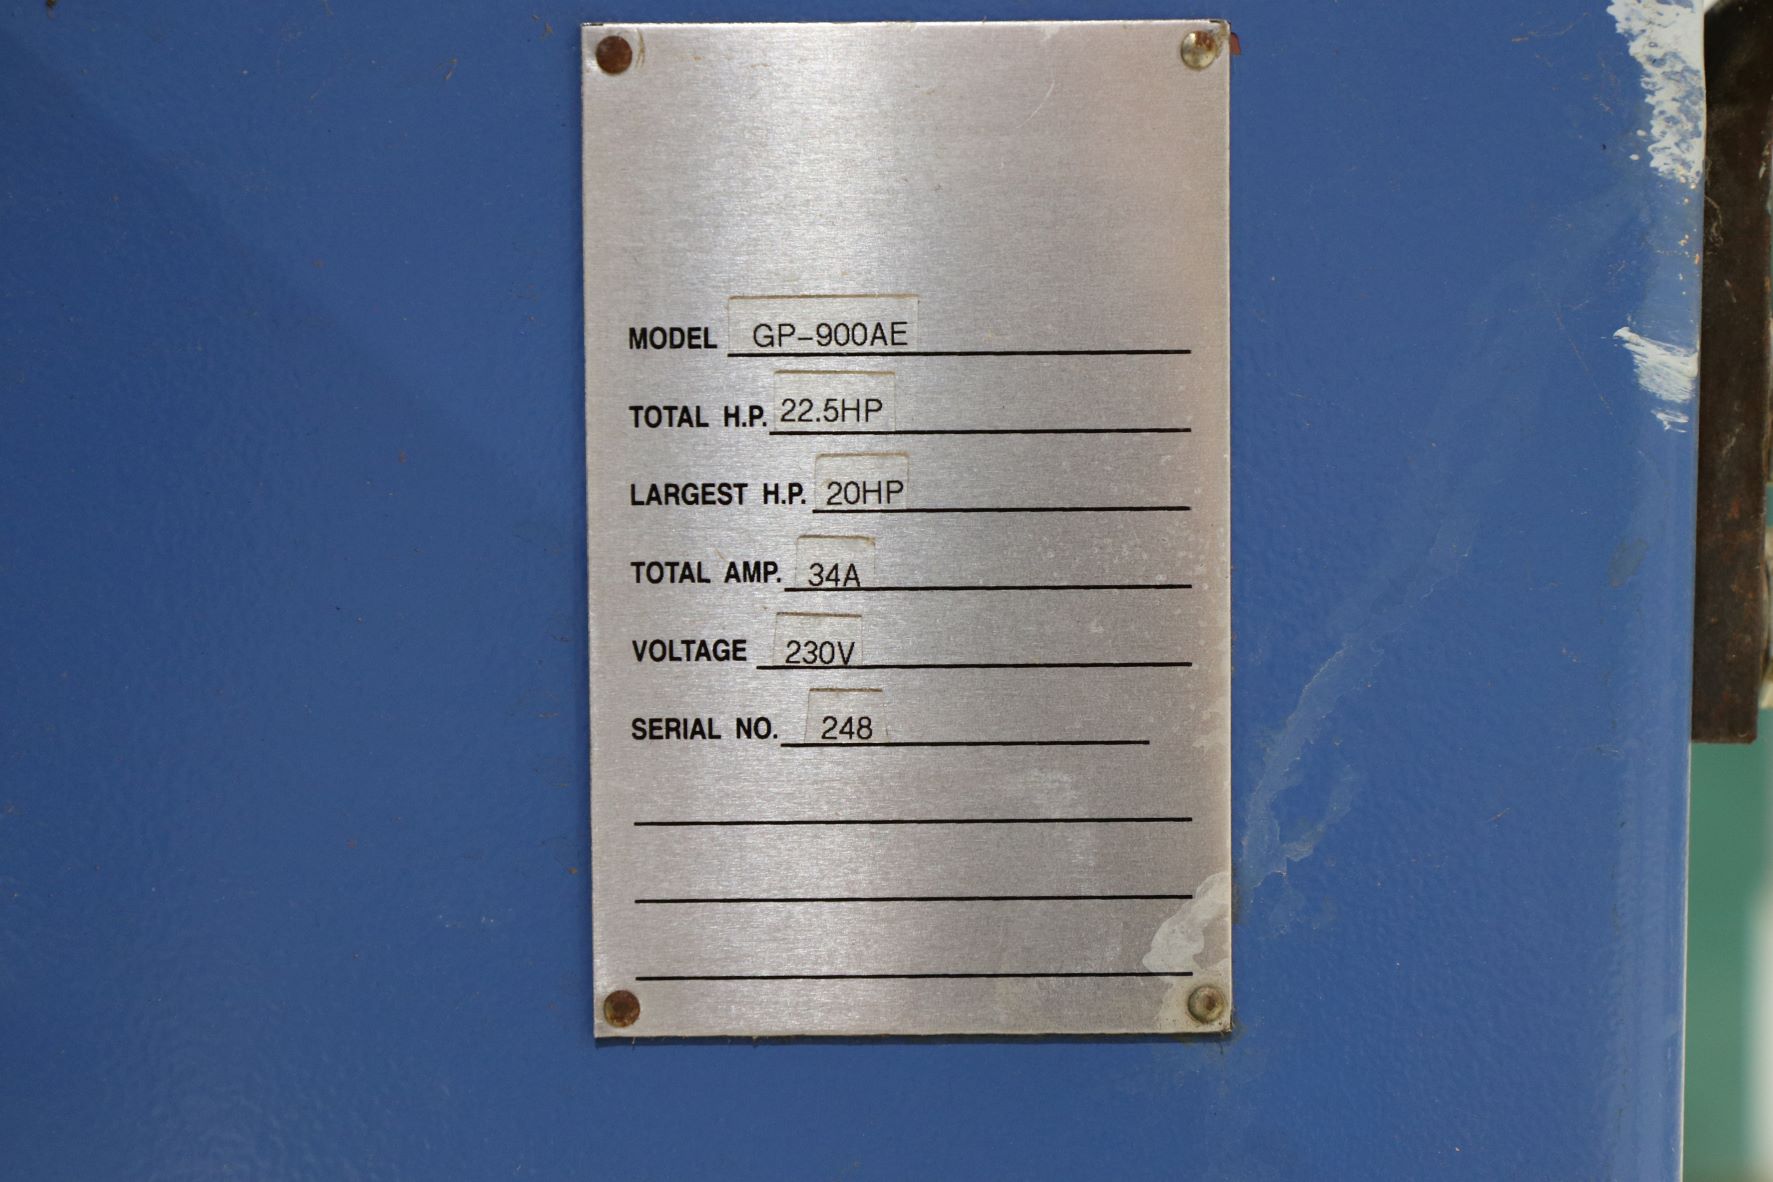 MODEL GP-900AE
TOTAL H.P. 22.5HP
LARGEST H.P. 20HP
TOTAL AMP. 34A
VOLTAGE 230V
SERIAL NO. 248